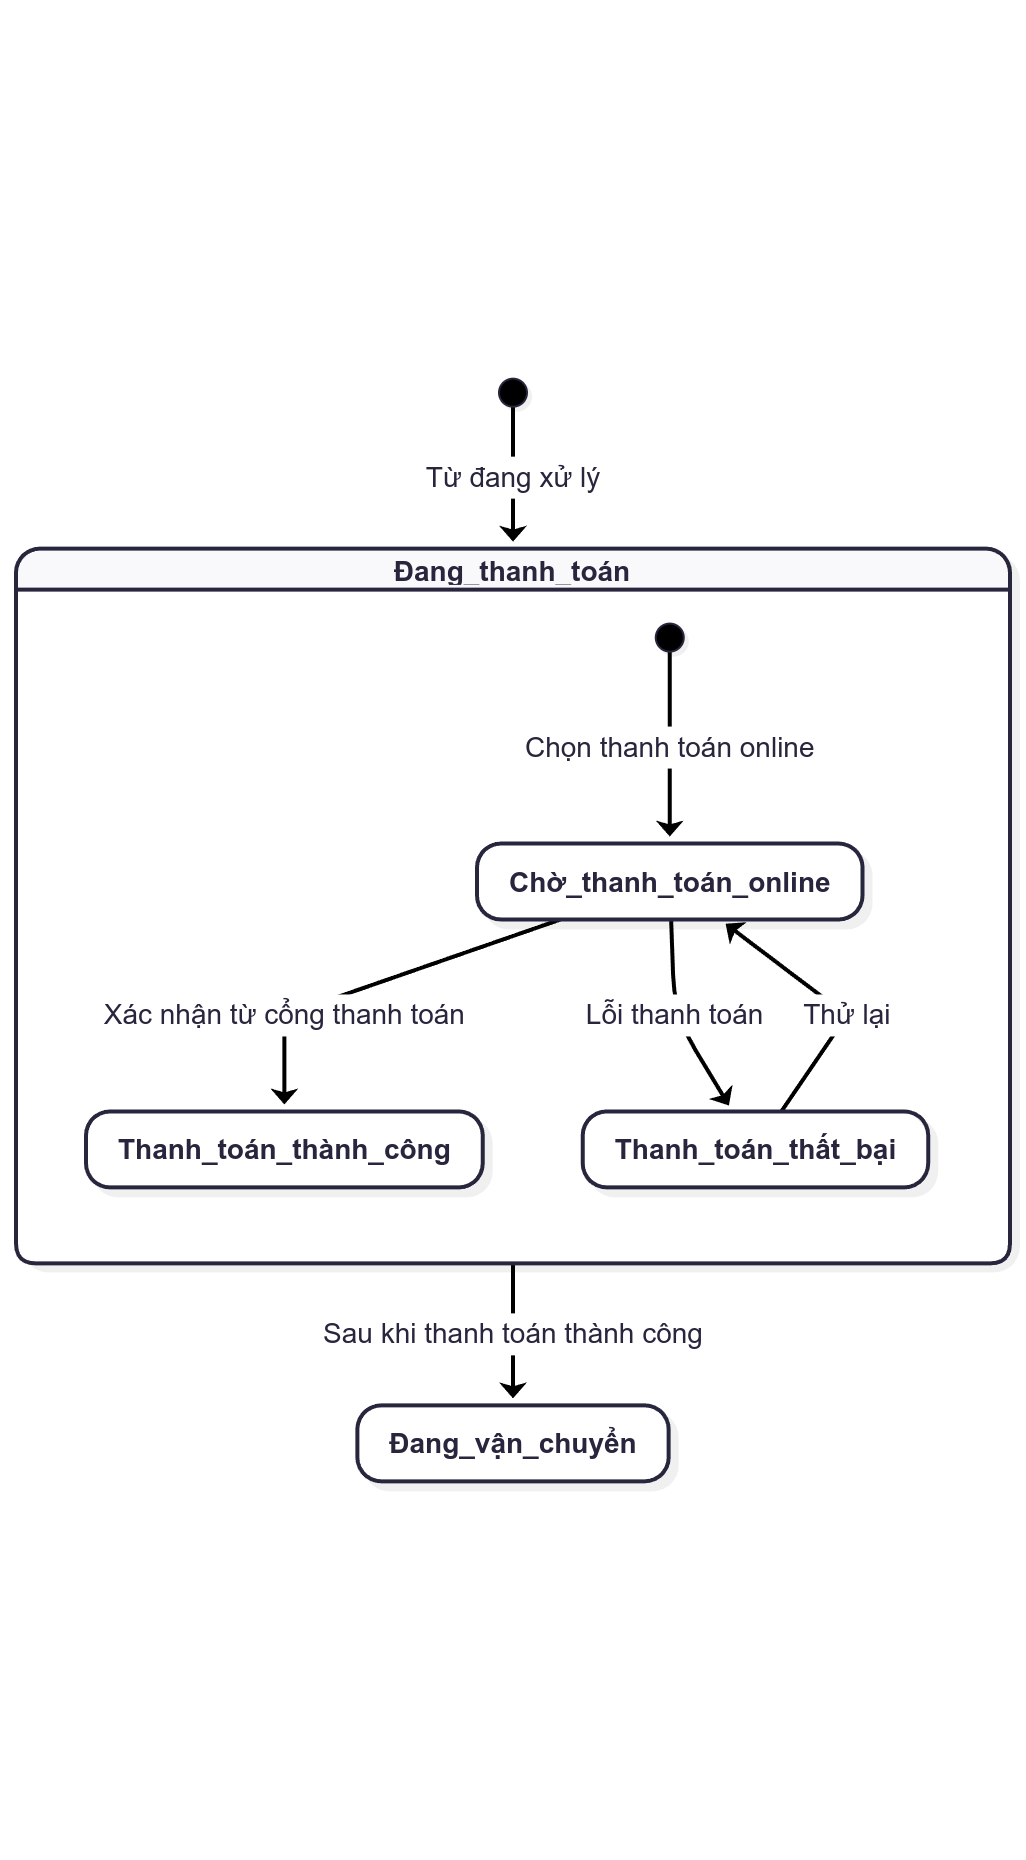 Từ đang xử lý
Đang_thanh_toán
Chọn thanh toán online
Chờ_thanh_toán_online
Xác nhận từ cổng thanh toán
Lỗi thanh toán
Thử lại
Thanh_toán_thành_công
Thanh_toán_thất_bại
Sau khi thanh toán thành công
Đang_vận_chuyển